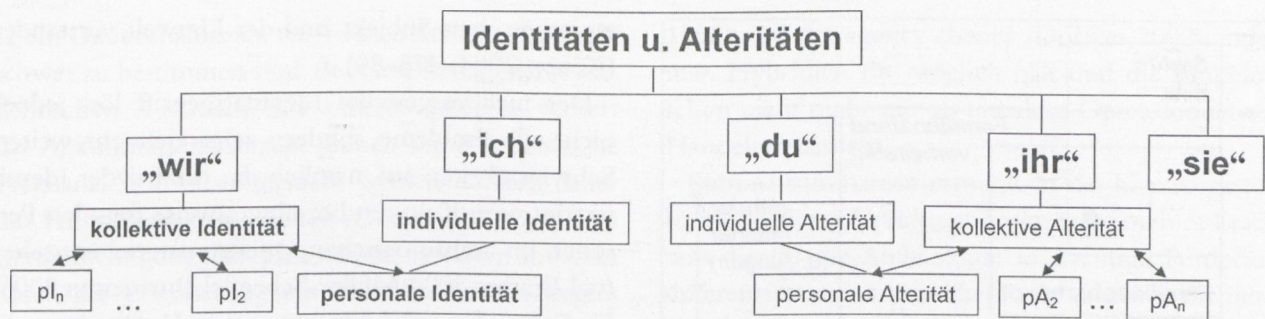 Identitäten u. Alteritäten
„wir“ „ich“ „du“ „ihr“ „sie“
kollektive Identität individuelle Identität individuelle Alterität kollektive Alterität
pIₙ ... pI₂ personale Identität personale Alterität pA₂ ... pAₙ